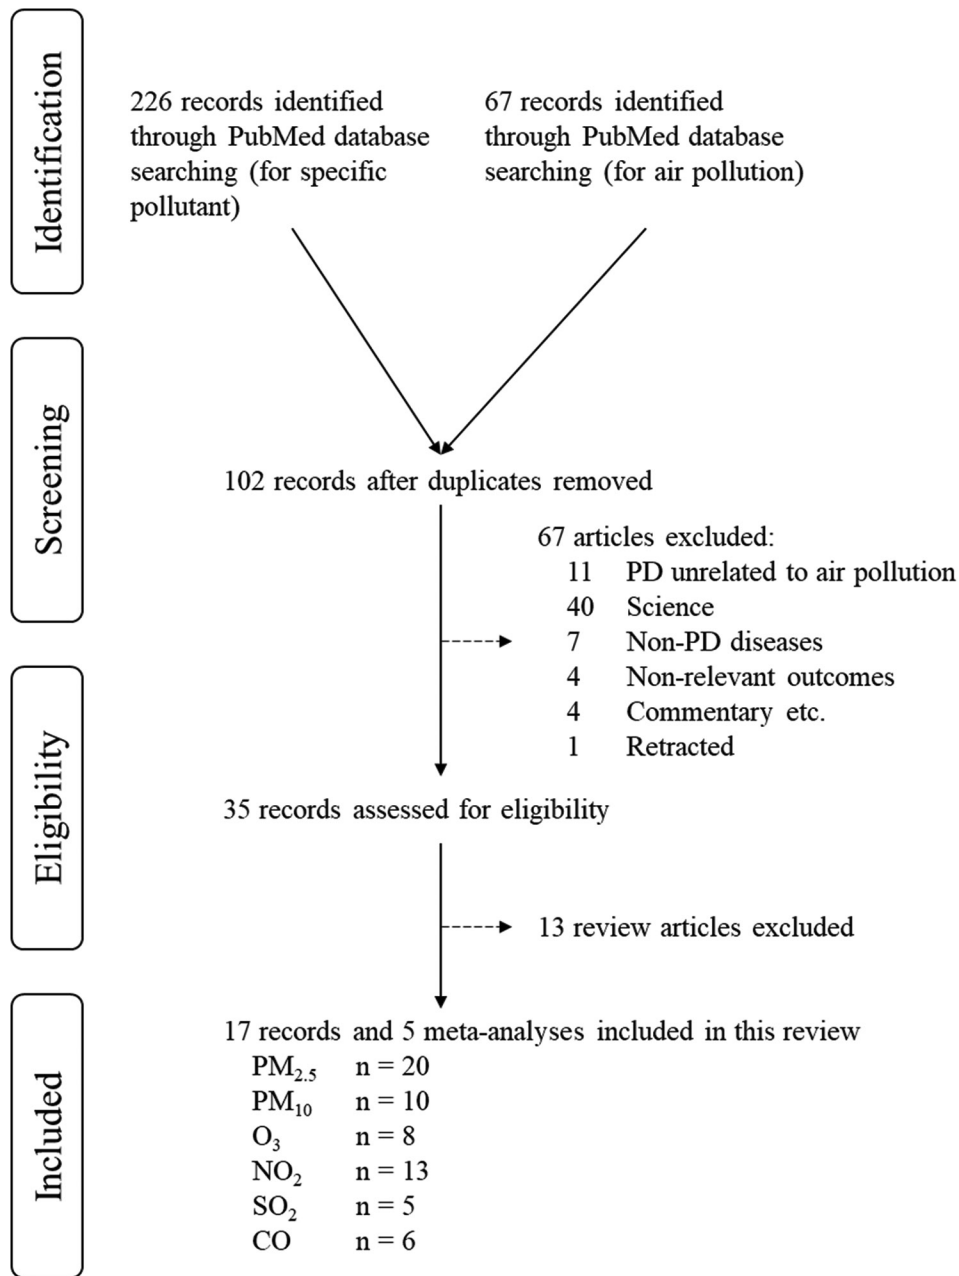 Identification
226 records identified
through PubMed database
searching (for specific
pollutant)
67 records identified
through PubMed database
searching (for air pollution)
Screening
102 records after duplicates removed
67 articles excluded:
11 PD unrelated to air pollution
40 Science
7 Non-PD diseases
4 Non-relevant outcomes
4 Commentary etc.
1 Retracted
Eligibility
35 records assessed for eligibility
13 review articles excluded
Included
17 records and 5 meta-analyses included in this review
PM2.5 n = 20
PM10 n = 10
O3 n = 8
NO2 n = 13
SO2 n = 5
CO n = 6